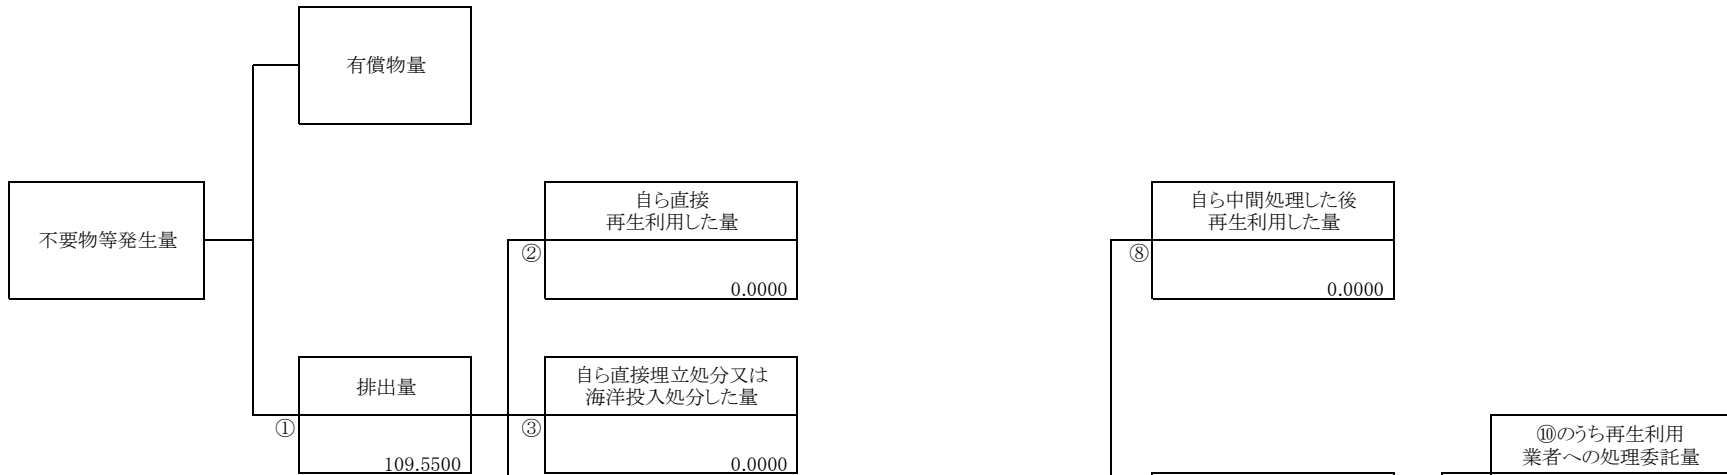 有償物量
不要物等発生量
自ら直接
再生利用した量
②
0.0000
自ら中間処理した後
再生利用した量
⑧
0.0000
排出量
①
109.5500
自ら直接埋立処分又は
海洋投入処分した量
③
0.0000
⑩のうち再生利用
業者への処理委託量